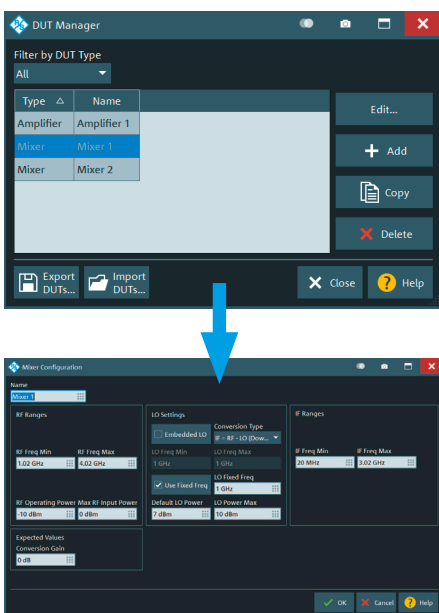 DUT Manager
Filter by DUT Type
All
Type Name
Amplifier Amplifier 1
Mixer Mixer 1
Mixer Mixer 2
Edit...
Add
Copy
Delete
Export DUTs...
Import DUTs...
Close
Help
Mixer Configuration
Name
Mixer 1
RF Ranges
RF Freq Min RF Freq Max
1.02 GHz 4.02 GHz
RF Operating Power Max RF Input Power
-10 dBm 0 dBm
LO Settings
Embedded LO
Conversion Type
IF = RF - LO (Dow...
LO Freq Min LO Freq Max
1 GHz 1 GHz
Use Fixed Freq
LO Fixed Freq
1 GHz
Default LO Power LO Power Max
7 dBm 10 dBm
IF Ranges
IF Freq Min IF Freq Max
20 MHz 3.02 GHz
Expected Values
Conversion Gain
0 dB
OK Cancel Help